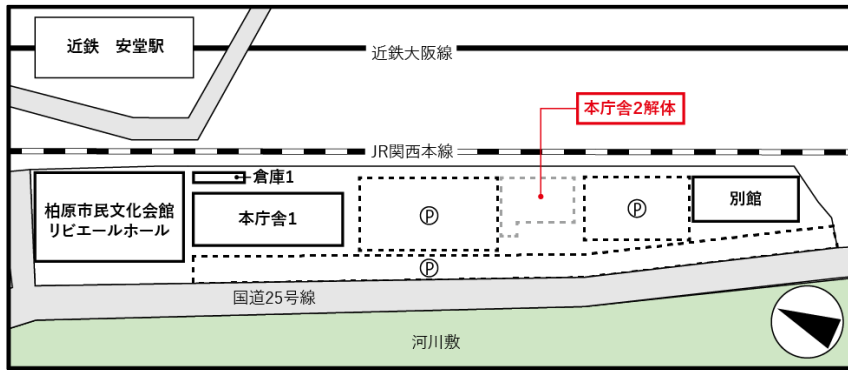 近鉄　安堂駅
近鉄大阪線
本庁舎2解体
JR関西本線
倉庫1
柏原市民文化会館
リビエールホール
本庁舎1
Ⓟ
Ⓟ
別館
Ⓟ
国道25号線
河川敷